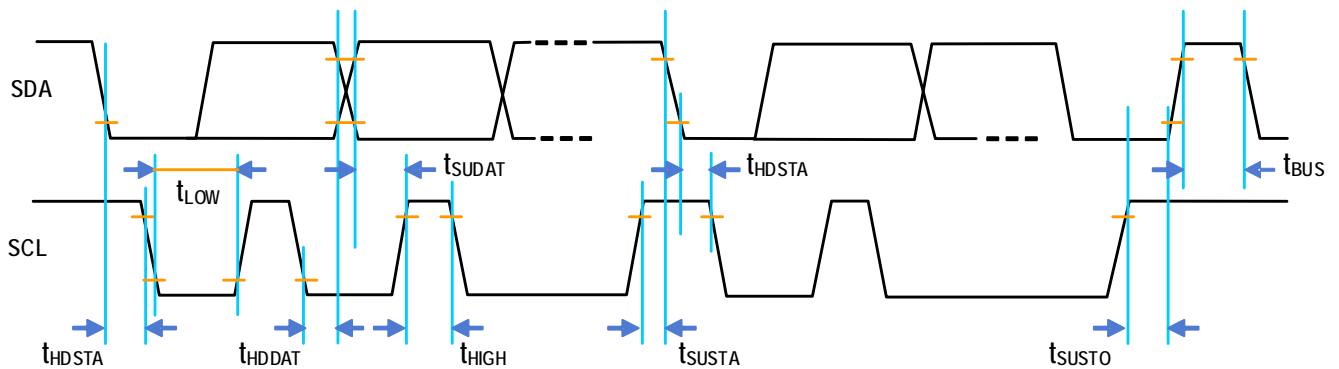 SDA
tSUDAT
tHDSTA
tBUS
tLOW
SCL
tHDSTA
tHDDAT
tHIGH
tSUSTA
tSUSTO